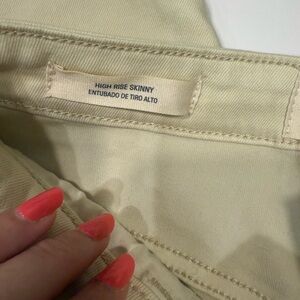 HIGH RISE SKINNY
ENTUBADO DE TIRO ALTO